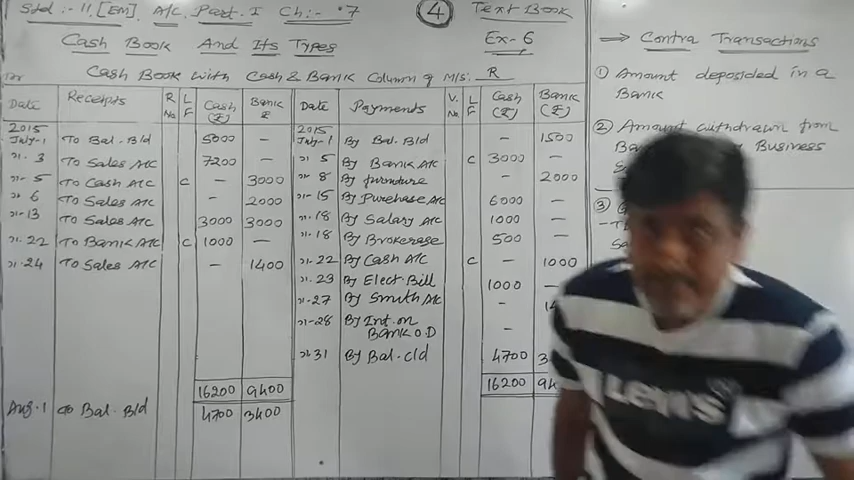 Std :- 11, [EM]. A/C. Part. I Ch :- 7
4
Text Book
Cash Book And Its Types
Ex-6
Cash Book with Cash & Bank Column of M/s: R
Date Receipts R No L F Cash (₹) Bank ₹ Date Payments V. No L F Cash (₹) Bank (₹)
2015 July-1 To Bal. B/d 5000 - 2015 July-1 By Bal. B/d - 1500
〃. 3 To Sales A/C 7200 - 〃 5 By Bank A/C C 3000 -
〃- 5 To Cash A/C C - 3000 〃- 8 By furniture - 2000
〃 6 To Sales A/C - 2000 〃-15 By Purchase A/C 6000 -
〃-13 To Sales A/C 3000 3000 〃.18 By Salary A/C 1000 -
〃.22 To Bank A/C C 1000 - 〃.18 By Brokerage 500 -
〃.24 To Sales A/C - 1400 〃.22 By Cash A/C C - 1000
〃.23 By Elect. Bill 1000 -
〃-27 By Smith A/C -
〃-28 By Int. on Bank O.D -
〃.31 By Bal. c/d 4700
16200 9400 16200
Aug. 1 To Bal. B/d 4700 3400
⇒ Contra Transactions
① Amount deposided in a
Bank
② Amount withdrawn from
Business
③
Levi's